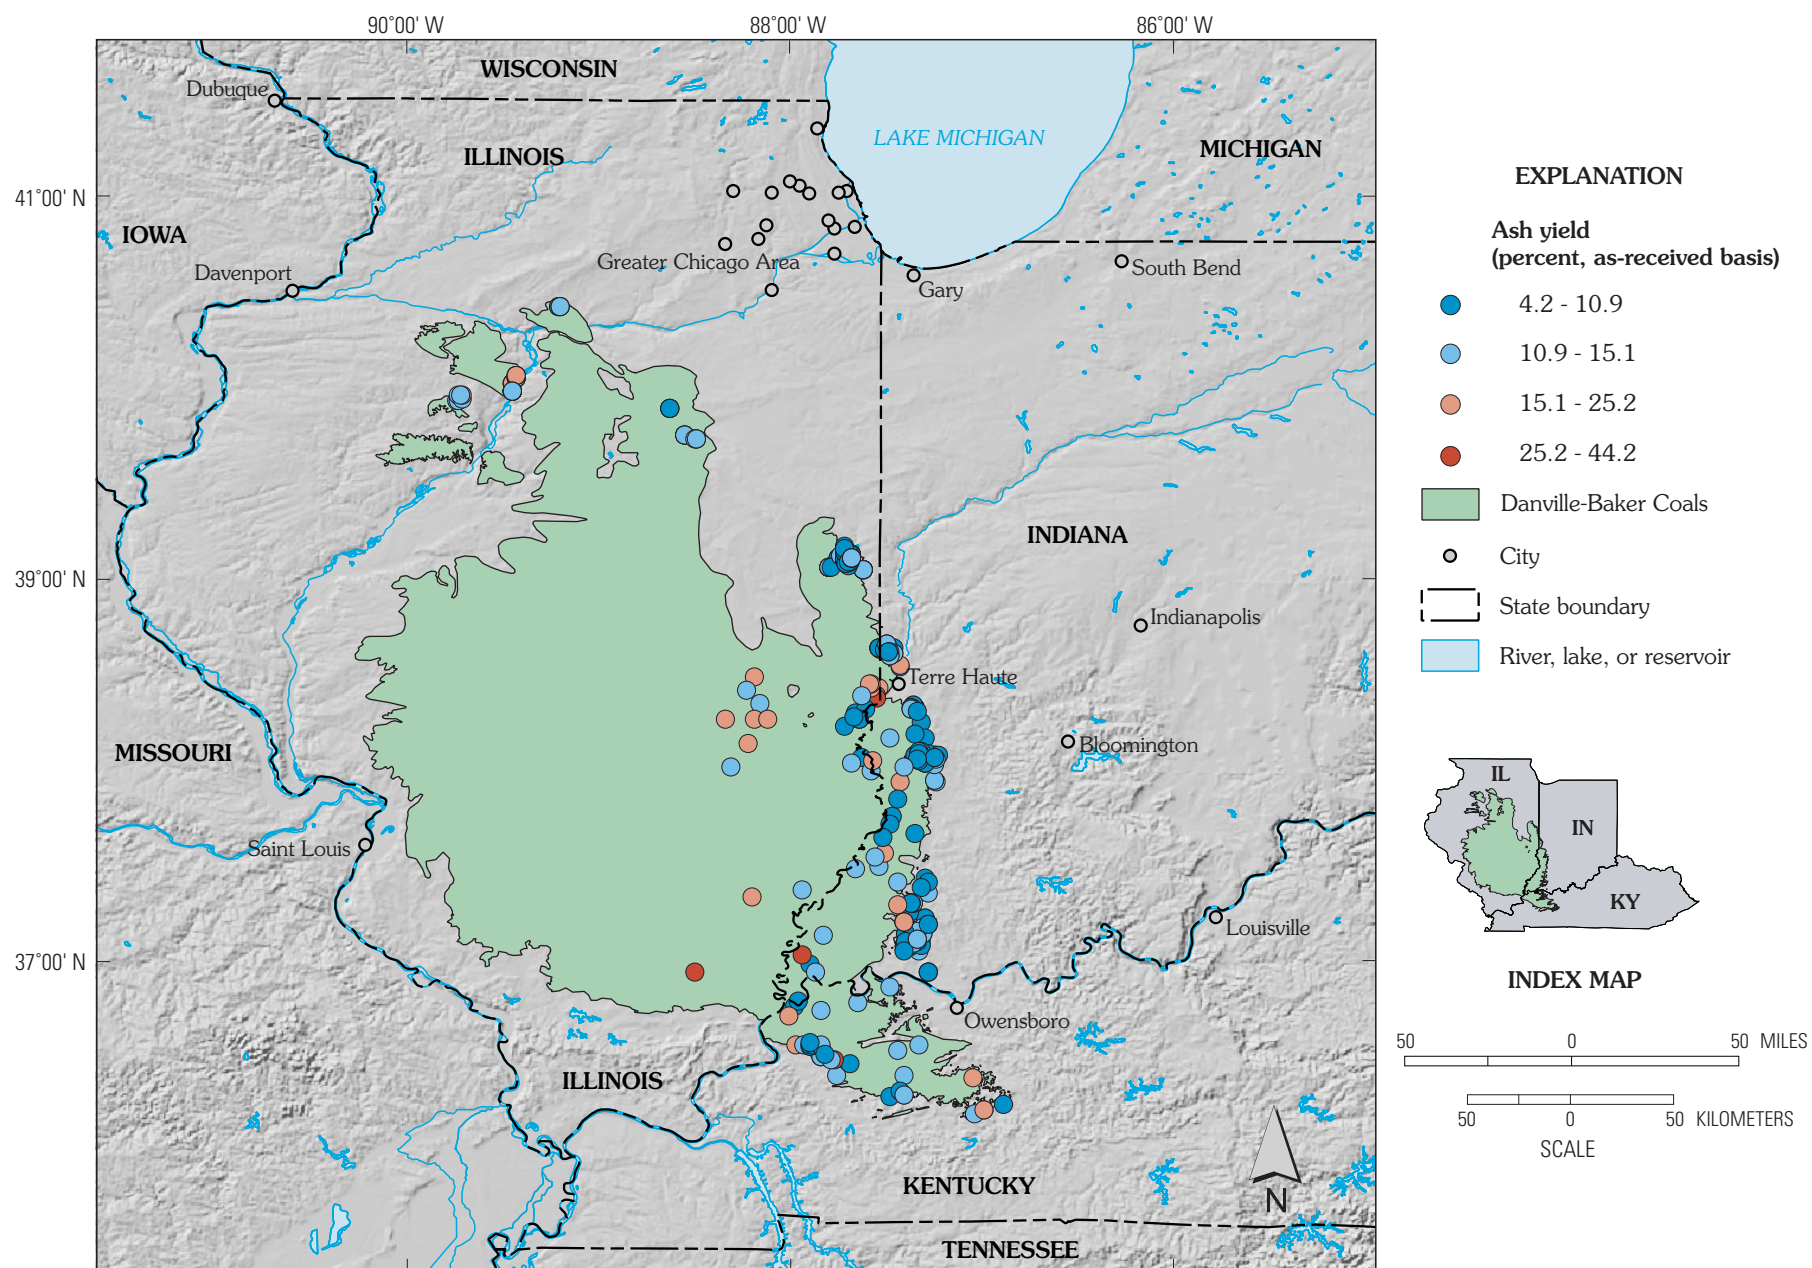 90°00' W
88°00' W
86°00' W
41°00' N
39°00' N
37°00' N
WISCONSIN
Dubuque
LAKE MICHIGAN
ILLINOIS
MICHIGAN
IOWA
Davenport
Greater Chicago Area
Gary
South Bend
INDIANA
Indianapolis
Terre Haute
Bloomington
MISSOURI
Saint Louis
Louisville
Owensboro
ILLINOIS
KENTUCKY
TENNESSEE
N
EXPLANATION
Ash yield
(percent, as-received basis)
4.2 - 10.9
10.9 - 15.1
15.1 - 25.2
25.2 - 44.2
Danville-Baker Coals
City
State boundary
River, lake, or reservoir
IL
IN
KY
INDEX MAP
50 0 50 MILES
50 0 50 KILOMETERS
SCALE